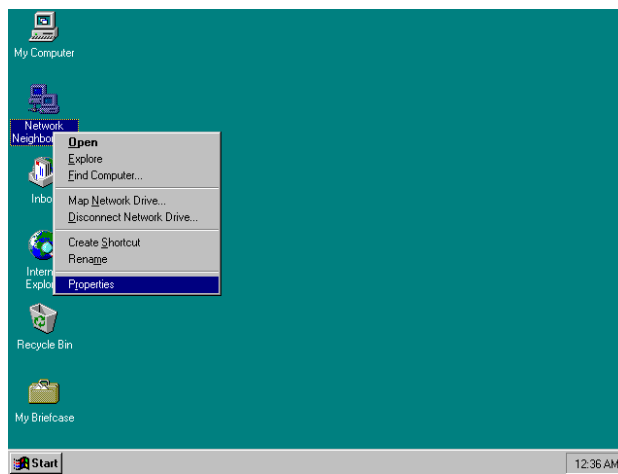 My Computer
Network
Neighbo
Open
Explore
Find Computer...
Inbo
Map Network Drive...
Disconnect Network Drive...
Create Shortcut
Rename
Intern
Explo
Properties
Recycle Bin
My Briefcase
Start
12:36 AM